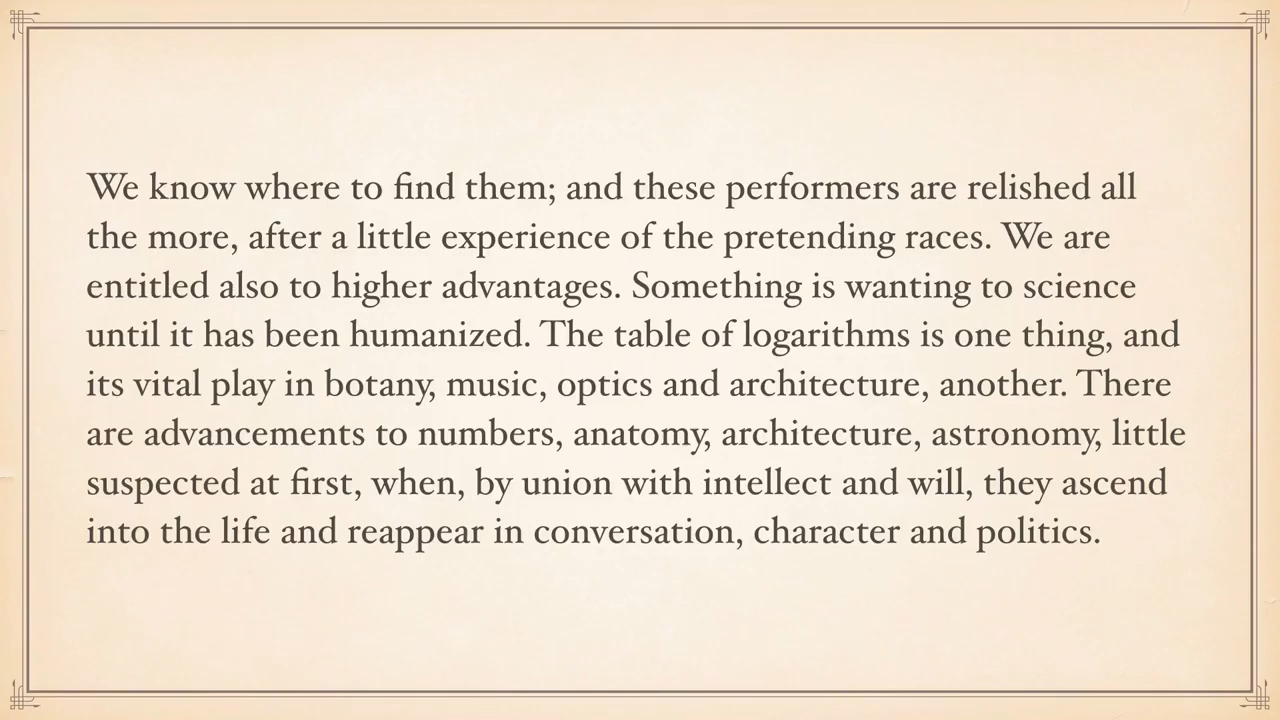 We know where to find them; and these performers are relished all
the more, after a little experience of the pretending races. We are
entitled also to higher advantages. Something is wanting to science
until it has been humanized. The table of logarithms is one thing, and
its vital play in botany, music, optics and architecture, another. There
are advancements to numbers, anatomy, architecture, astronomy, little
suspected at first, when, by union with intellect and will, they ascend
into the life and reappear in conversation, character and politics.